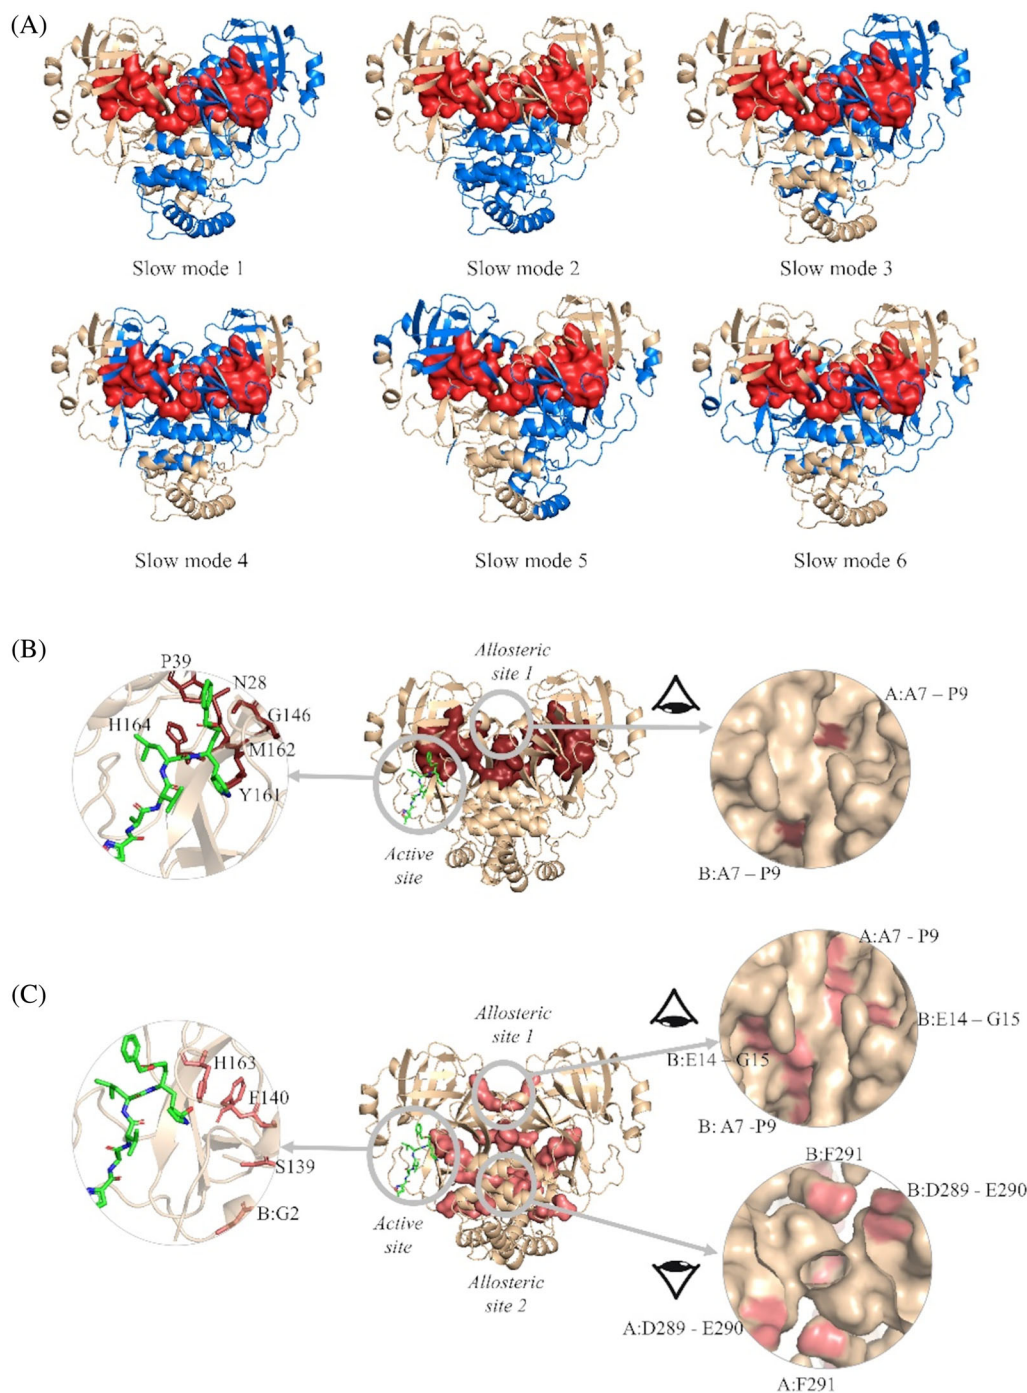 (A)
Slow mode 1
Slow mode 2
Slow mode 3
Slow mode 4
Slow mode 5
Slow mode 6
(B)
P39
N28
H164
G146
M162
Y161
Allosteric
site 1
Active
site
A:A7 – P9
B:A7 – P9
(C)
H163
F140
S139
B:G2
Allosteric
site 1
Active
site
Allosteric
site 2
A:A7 - P9
B:E14 – G15
B:E14 – G15
B: A7 -P9
B:F291
B:D289 - E290
A:D289 - E290
A:F291